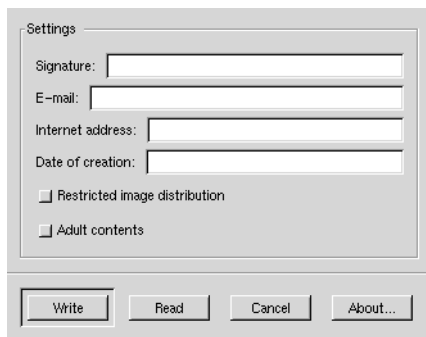 Settings
Signature:
E-mail:
Internet address:
Date of creation:
Restricted image distribution
Adult contents
Write Read Cancel About...